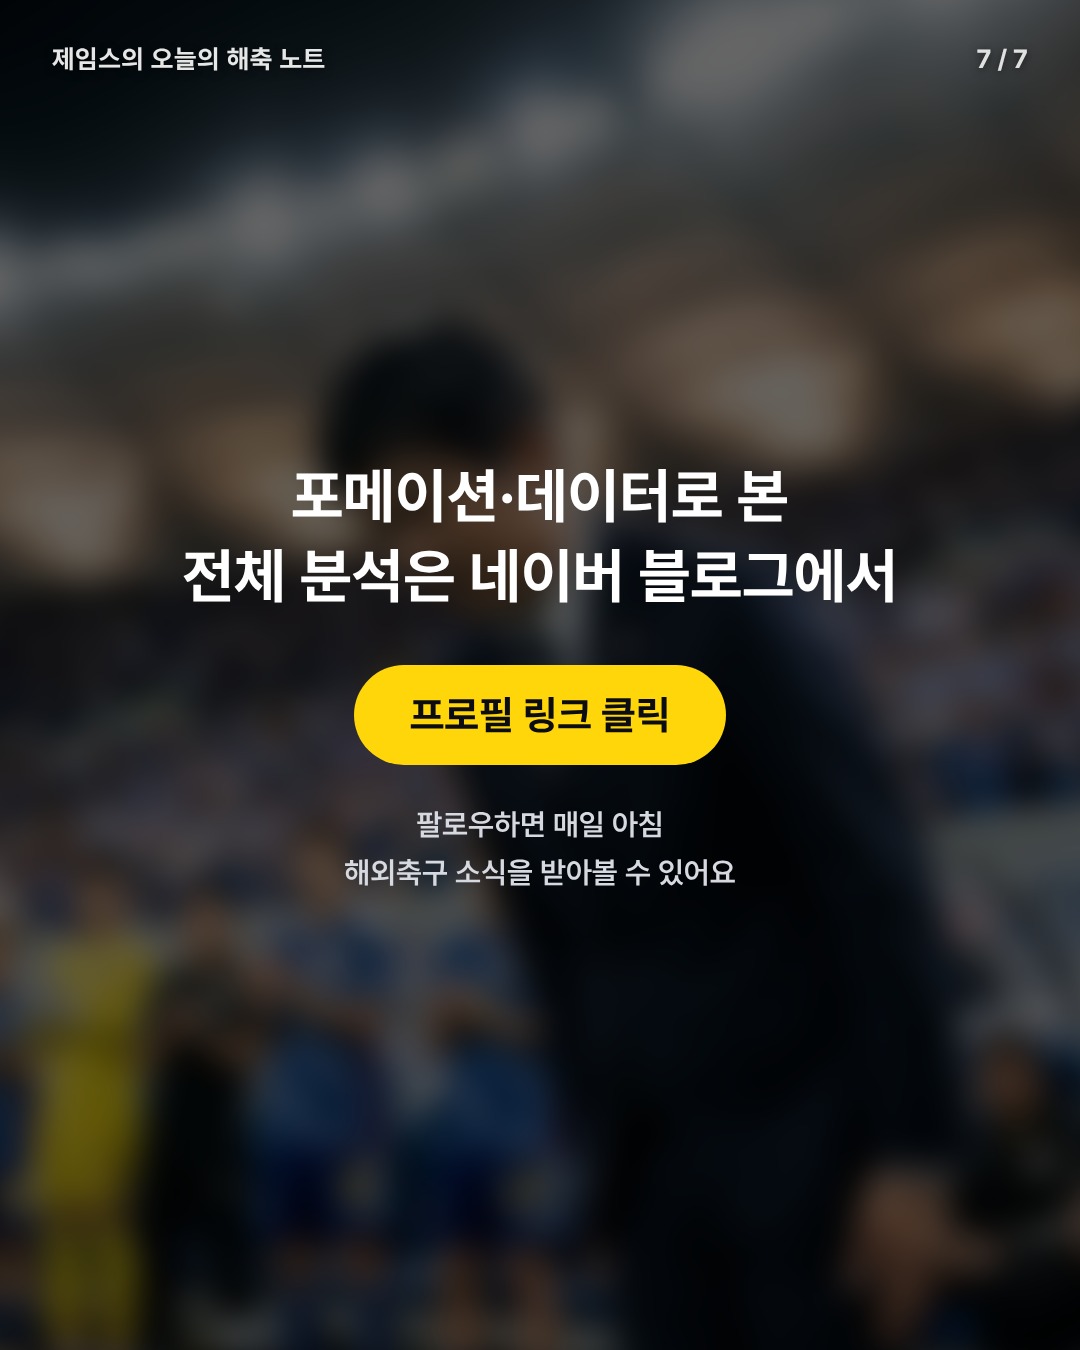 제임스의 오늘의 해축 노트
7 / 7
포메이션·데이터로 본
전체 분석은 네이버 블로그에서
프로필 링크 클릭
팔로우하면 매일 아침
해외축구 소식을 받아볼 수 있어요